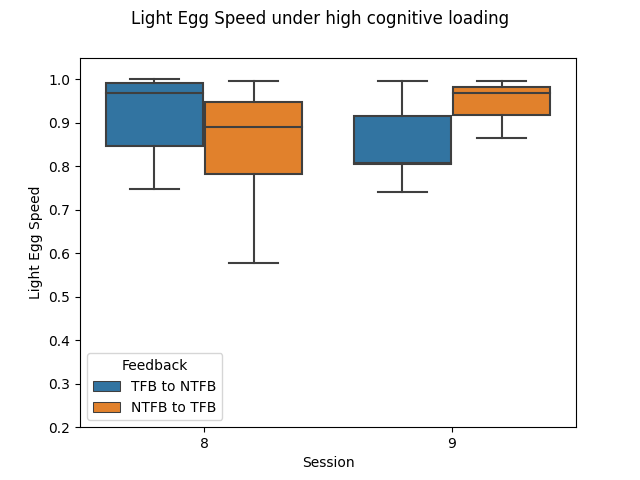 Light Egg Speed under high cognitive loading
Light Egg Speed
1.0
0.9
0.8
0.7
0.6
0.5
0.4
0.3
0.2
Feedback
TFB to NTFB
NTFB to TFB
8
9
Session